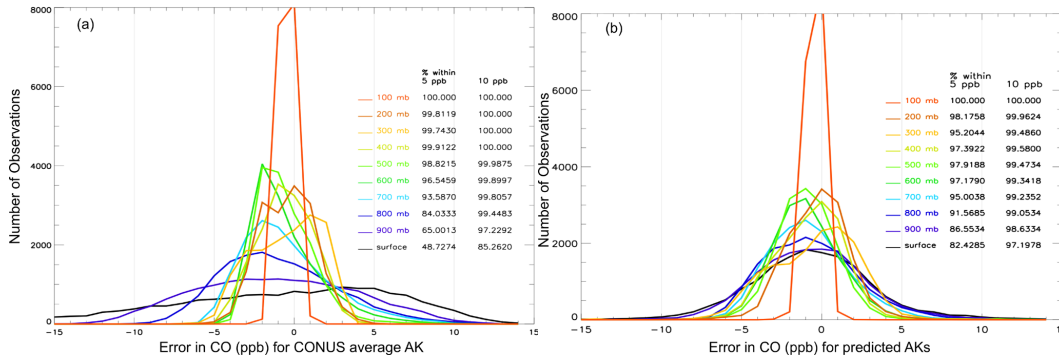 (a)
8000
6000
4000
2000
0
Number of Observations
-15 -10 -5 0 5 10 15
Error in CO (ppb) for CONUS average AK
% within
5 ppb 10 ppb
100 mb 100.000 100.000
200 mb 99.8119 100.000
300 mb 99.7430 100.000
400 mb 99.9122 100.000
500 mb 98.8215 99.9875
600 mb 96.5459 99.8997
700 mb 93.5870 99.8057
800 mb 84.0333 99.4483
900 mb 65.0013 97.2292
surface 48.7274 85.2620
(b)
8000
6000
4000
2000
0
Number of Observations
-15 -10 -5 0 5 10
Error in CO (ppb) for predicted AKs
% within
5 ppb 10 ppb
100 mb 100.000 100.000
200 mb 98.1758 99.9624
300 mb 95.2044 99.4860
400 mb 97.3922 99.5800
500 mb 97.9188 99.4734
600 mb 97.1790 99.3418
700 mb 95.0038 99.2352
800 mb 91.5685 99.0534
900 mb 86.5534 98.6334
surface 82.4285 97.1978